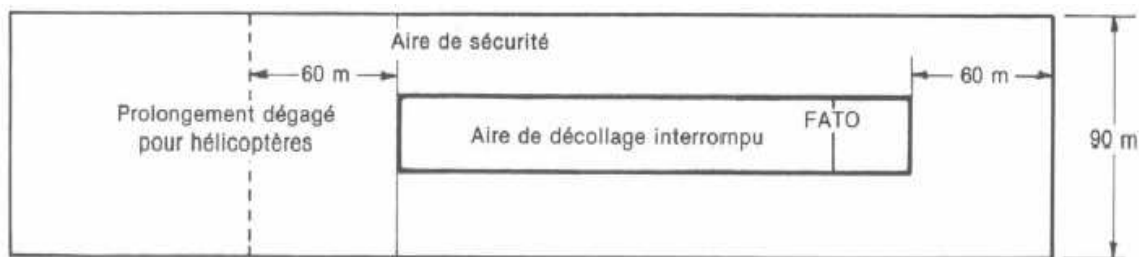 Aire de sécurité
60 m
60 m
Prolongement dégagé
pour hélicoptères
Aire de décollage interrompu
FATO
90 m